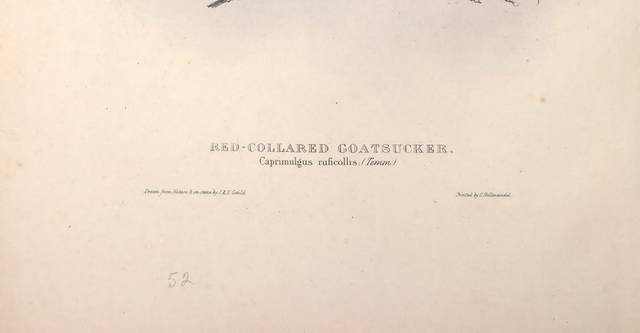 RED-COLLARED GOATSUCKER.
Caprimulgus ruficollis; (Temm)
Drawn from Nature & on stone by J. & E. Gould.
Printed by C. Hullmandel.
52